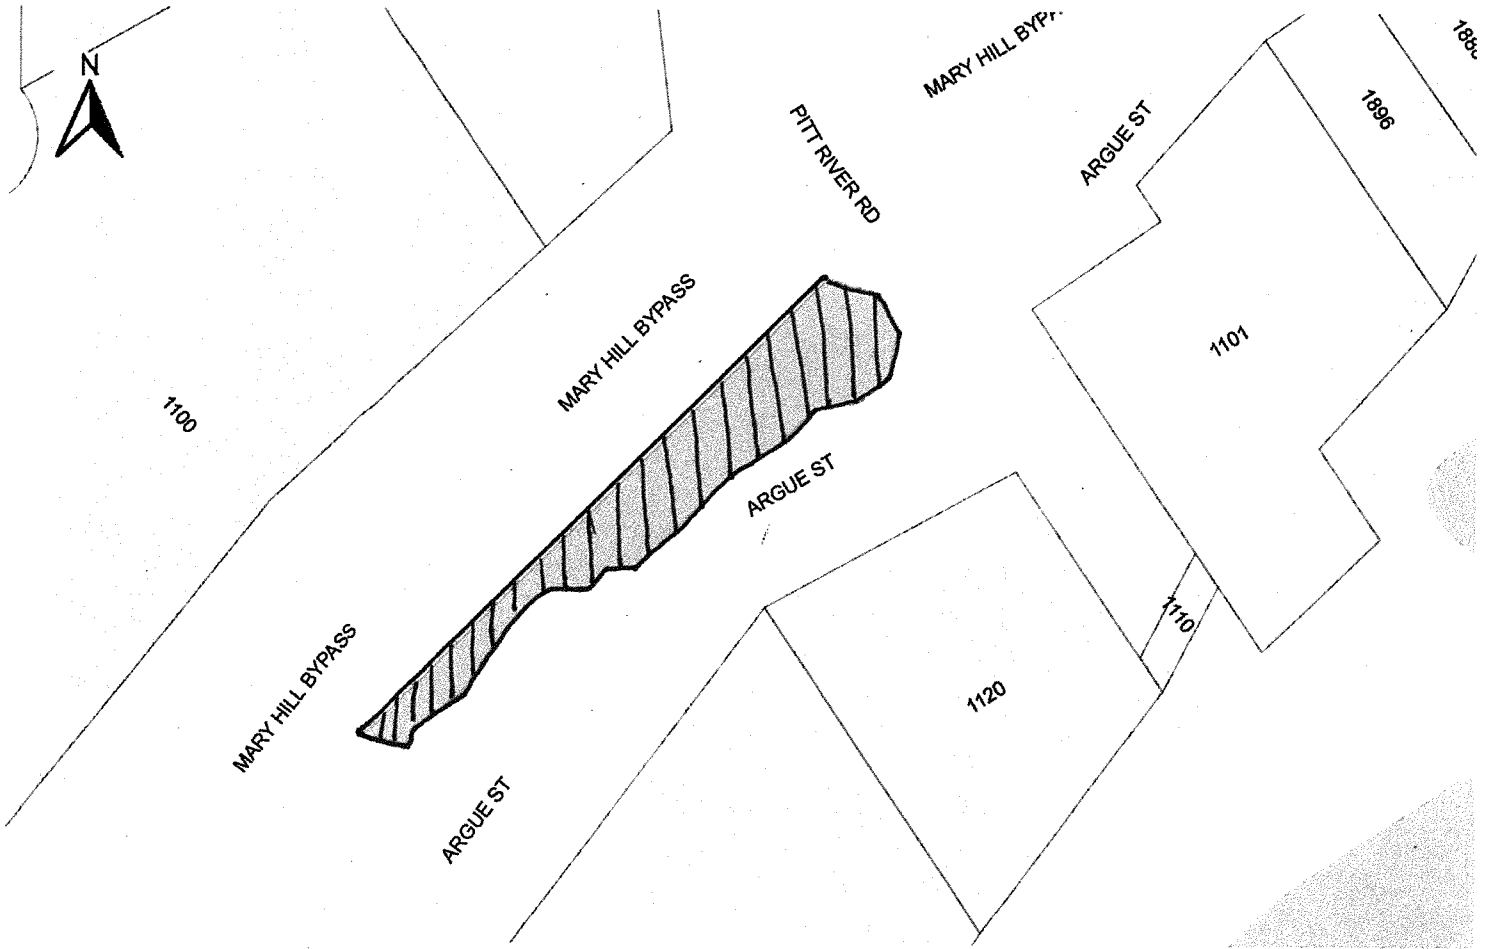 N
MARY HILL BYPA
PITT RIVER RD
ARGUE ST
1896
MARY HILL BYPASS
1101
1100
ARGUE ST
1110
MARY HILL BYPASS
1120
ARGUE ST